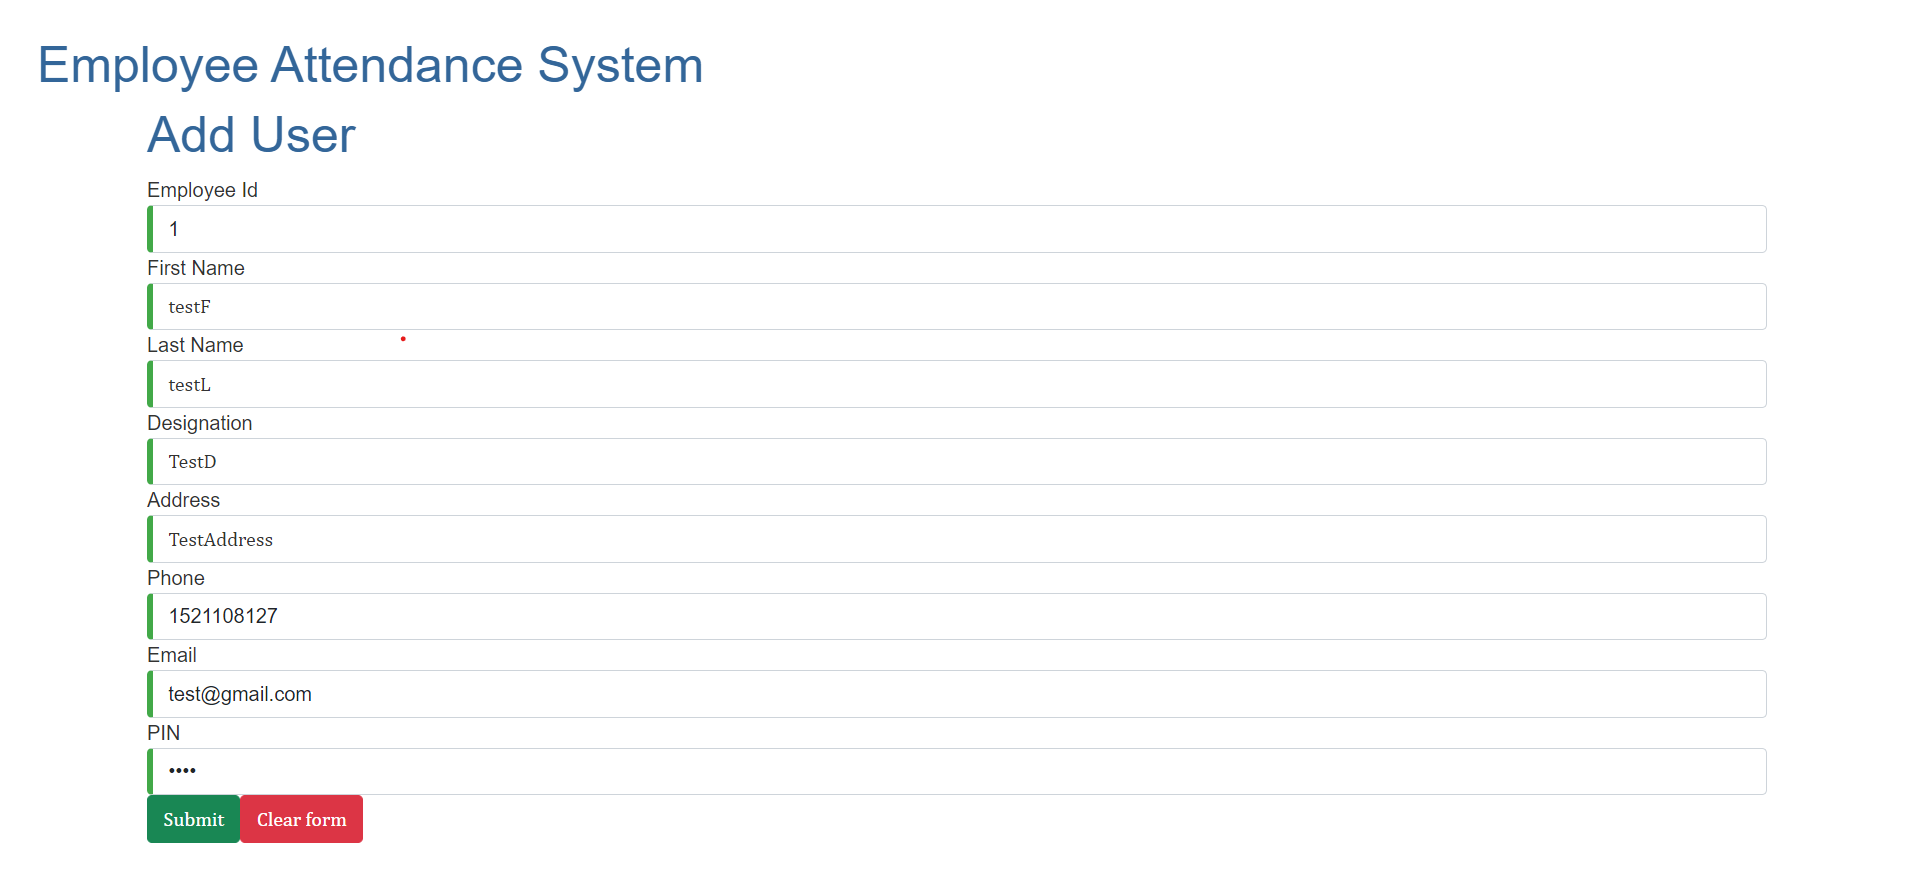 Employee Attendance System
Add User
Employee Id
1
First Name
testF
Last Name
testL
Designation
TestD
Address
TestAddress
Phone
1521108127
Email
test@gmail.com
PIN
••••
Submit Clear form